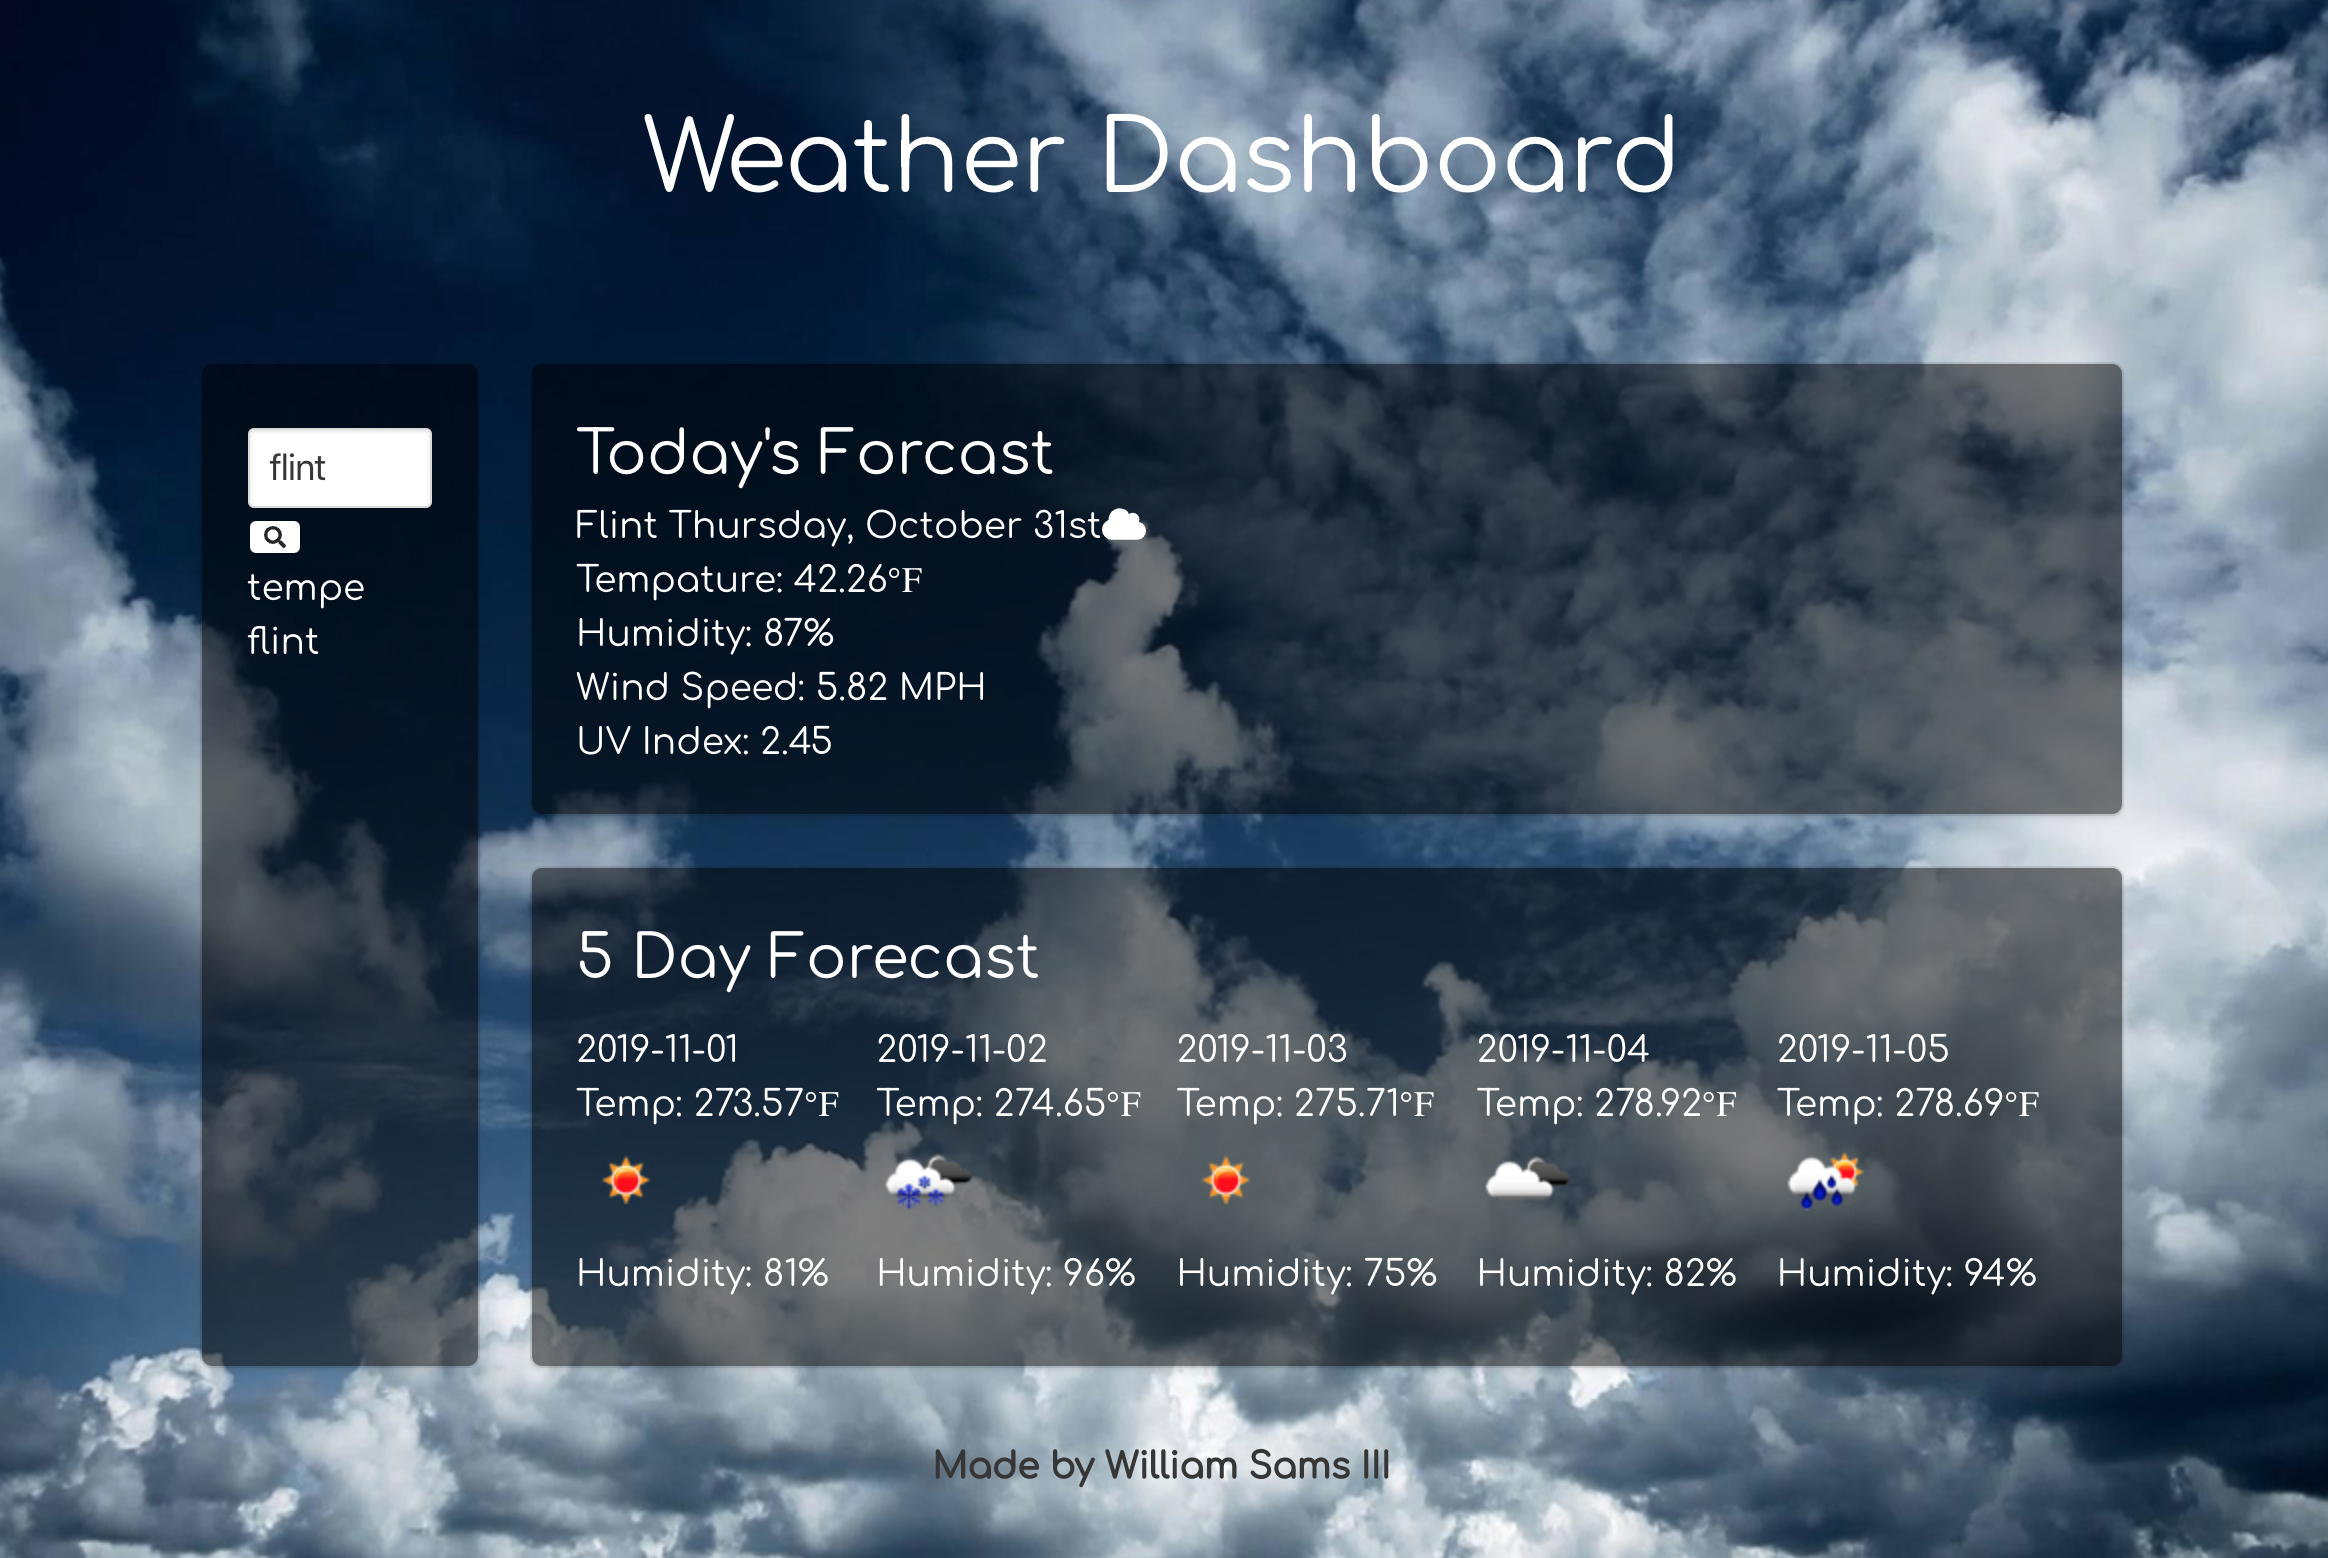 Weather Dashboard
flint
tempe
flint
Today's Forcast
Flint Thursday, October 31st
Tempature: 42.26°F
Humidity: 87%
Wind Speed: 5.82 MPH
UV Index: 2.45
5 Day Forecast
2019-11-01 2019-11-02 2019-11-03 2019-11-04 2019-11-05
Temp: 273.57°F Temp: 274.65°F Temp: 275.71°F Temp: 278.92°F Temp: 278.69°F
Humidity: 81% Humidity: 96% Humidity: 75% Humidity: 82% Humidity: 94%
Made by William Sams III